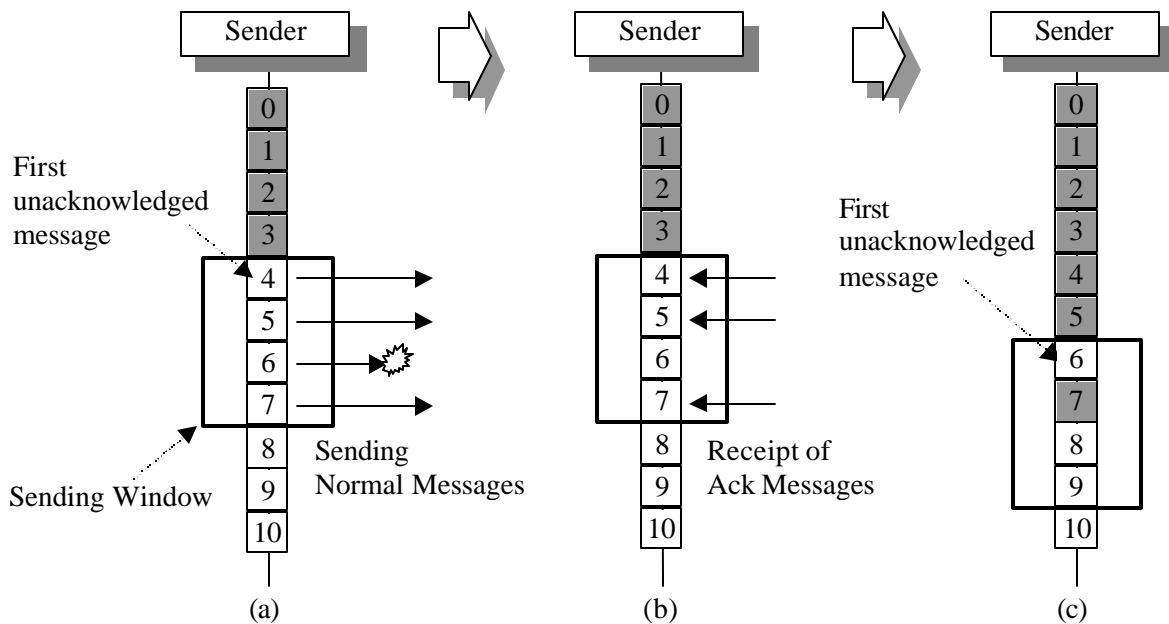 Sender
0
1
2
3
4
5
6
7
8
9
10
First
unacknowledged
message
Sending Window
Sending
Normal Messages
(a)
Sender
0
1
2
3
4
5
6
7
8
9
10
Receipt of
Ack Messages
(b)
Sender
0
1
2
3
4
5
6
7
8
9
10
First
unacknowledged
message
(c)